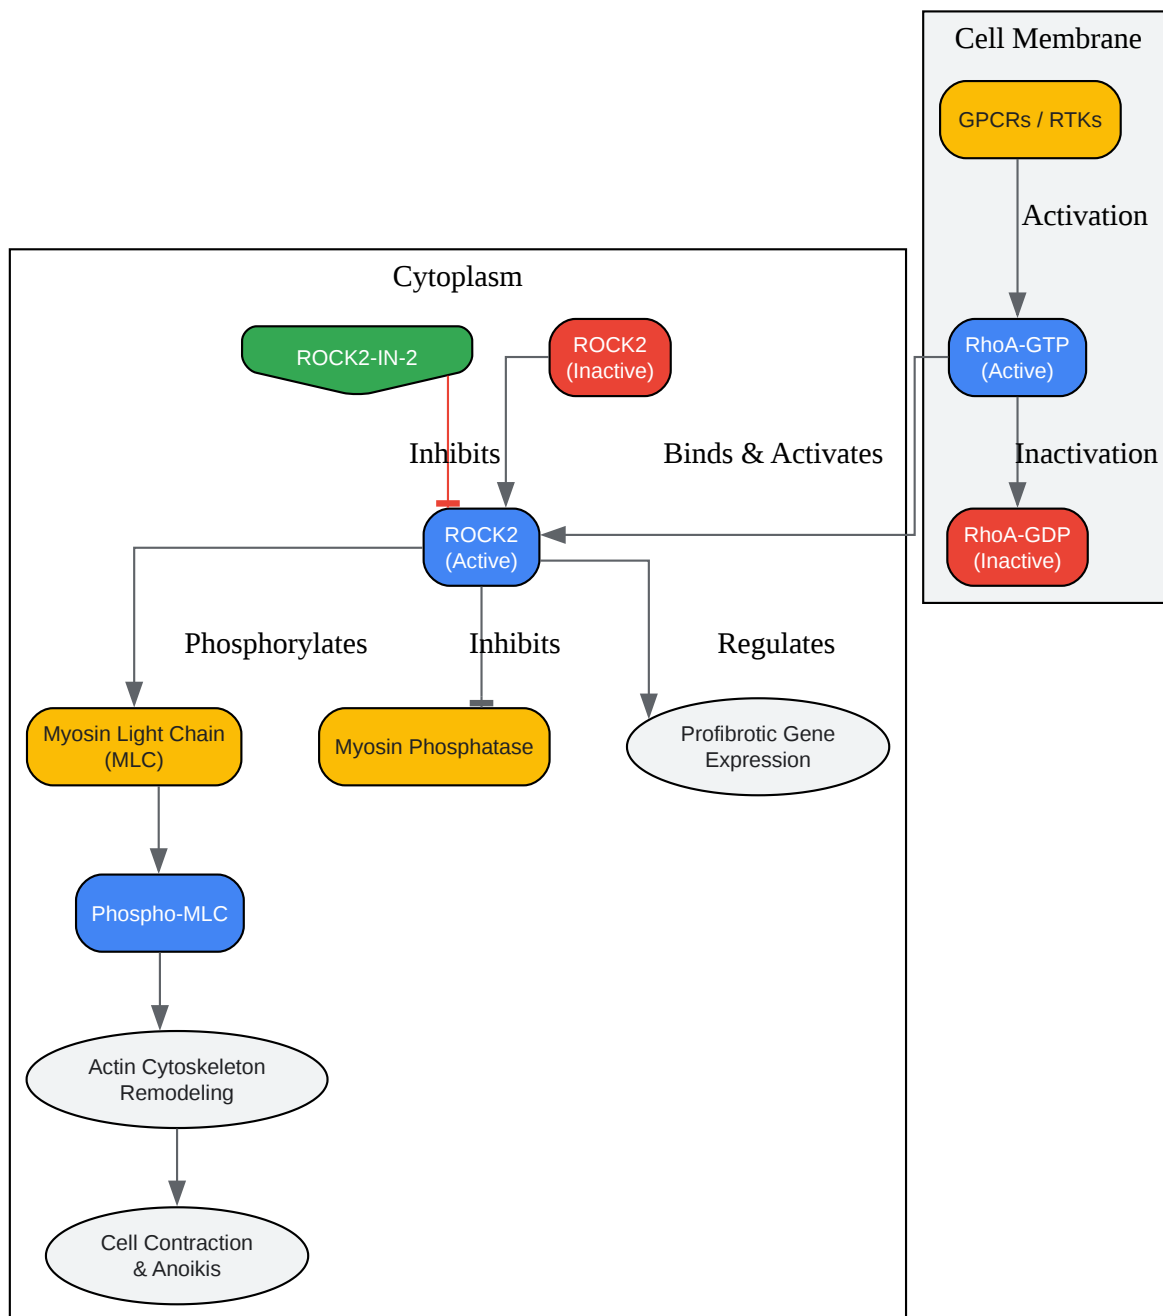 Cell Membrane
GPCRs / RTKs
Activation
Cytoplasm
ROCK2-IN-2
ROCK2
(Inactive)
RhoA-GTP
(Active)
Inhibits
Binds & Activates
Inactivation
ROCK2
(Active)
RhoA-GDP
(Inactive)
Phosphorylates
Inhibits
Regulates
Myosin Light Chain
(MLC)
Myosin Phosphatase
Profibrotic Gene
Expression
Phospho-MLC
Actin Cytoskeleton
Remodeling
Cell Contraction
& Anoikis